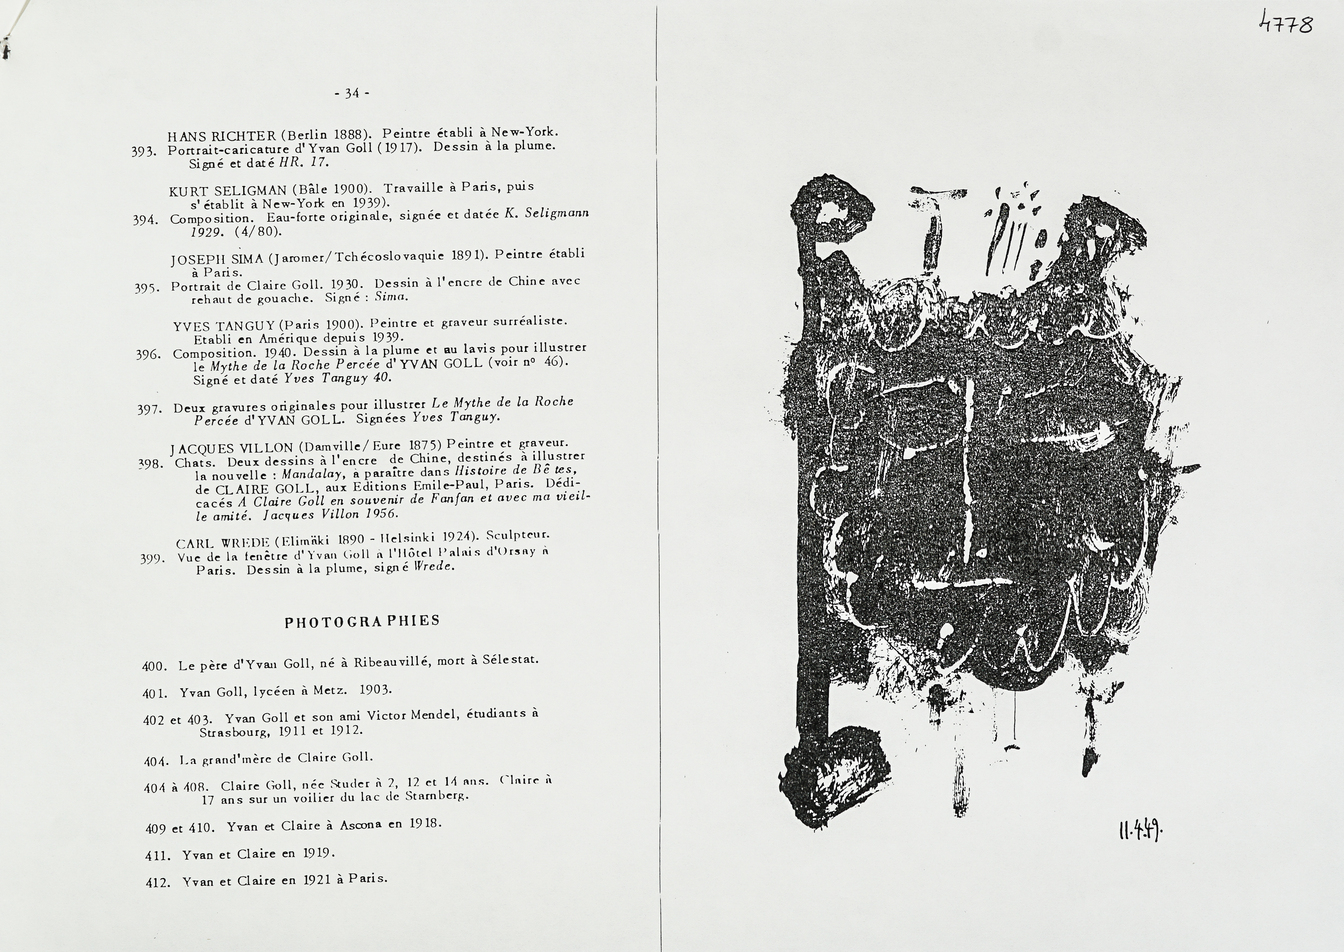 - 34 -
HANS RICHTER (Berlin 1888). Peintre établi à New-York.
393. Portrait-caricature d'Yvan Goll (1917). Dessin à la plume.
Signé et daté HR. 17.
KURT SELIGMAN (Bâle 1900). Travaille à Paris, puis
s'établit à New-York en 1939).
394. Composition. Eau-forte originale, signée et datée K. Seligmann
1929. (4/80).
JOSEPH SIMA (Jaromer/Tchécoslovaquie 1891). Peintre établi
à Paris.
395. Portrait de Claire Goll. 1930. Dessin à l'encre de Chine avec
rehaut de gouache. Signé : Sima.
YVES TANGUY (Paris 1900). Peintre et graveur surréaliste.
Etabli en Amérique depuis 1939.
396. Composition. 1940. Dessin à la plume et au lavis pour illustrer
le Mythe de la Roche Percée d'YVAN GOLL (voir nº 46).
Signé et daté Yves Tanguy 40.
397. Deux gravures originales pour illustrer Le Mythe de la Roche
Percée d'YVAN GOLL. Signées Yves Tanguy.
JACQUES VILLON (Damville/Eure 1875) Peintre et graveur.
398. Chats. Deux dessins à l'encre de Chine, destinés à illustrer
la nouvelle : Mandalay, à paraître dans Histoire de Bêtes,
de CLAIRE GOLL, aux Editions Emile-Paul, Paris. Dédi-
cacés A Claire Goll en souvenir de Fanfan et avec ma vieil-
le amité. Jacques Villon 1956.
CARL WREDE (Elimäki 1890 - Helsinki 1924). Sculpteur.
399. Vue de la fenêtre d'Yvan Goll à l'Hôtel Palais d'Orsay à
Paris. Dessin à la plume, signé Wrede.
PHOTOGRAPHIES
400. Le père d'Yvan Goll, né à Ribeauvillé, mort à Sélestat.
401. Yvan Goll, lycéen à Metz. 1903.
402 et 403. Yvan Goll et son ami Victor Mendel, étudiants à
Strasbourg, 1911 et 1912.
404. La grand'mère de Claire Goll.
404 à 408. Claire Goll, née Studer à 2, 12 et 14 ans. Claire à
17 ans sur un voilier du lac de Starnberg.
409 et 410. Yvan et Claire à Ascona en 1918.
411. Yvan et Claire en 1919.
412. Yvan et Claire en 1921 à Paris.
4778
11.4.49.